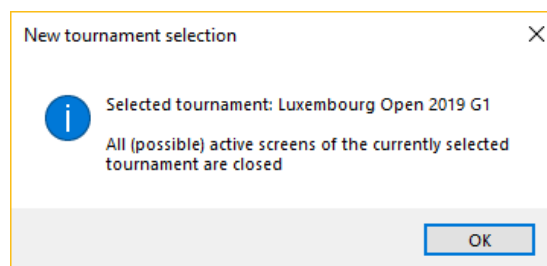 New tournament selection
Selected tournament: Luxembourg Open 2019 G1
All (possible) active screens of the currently selected
tournament are closed
OK